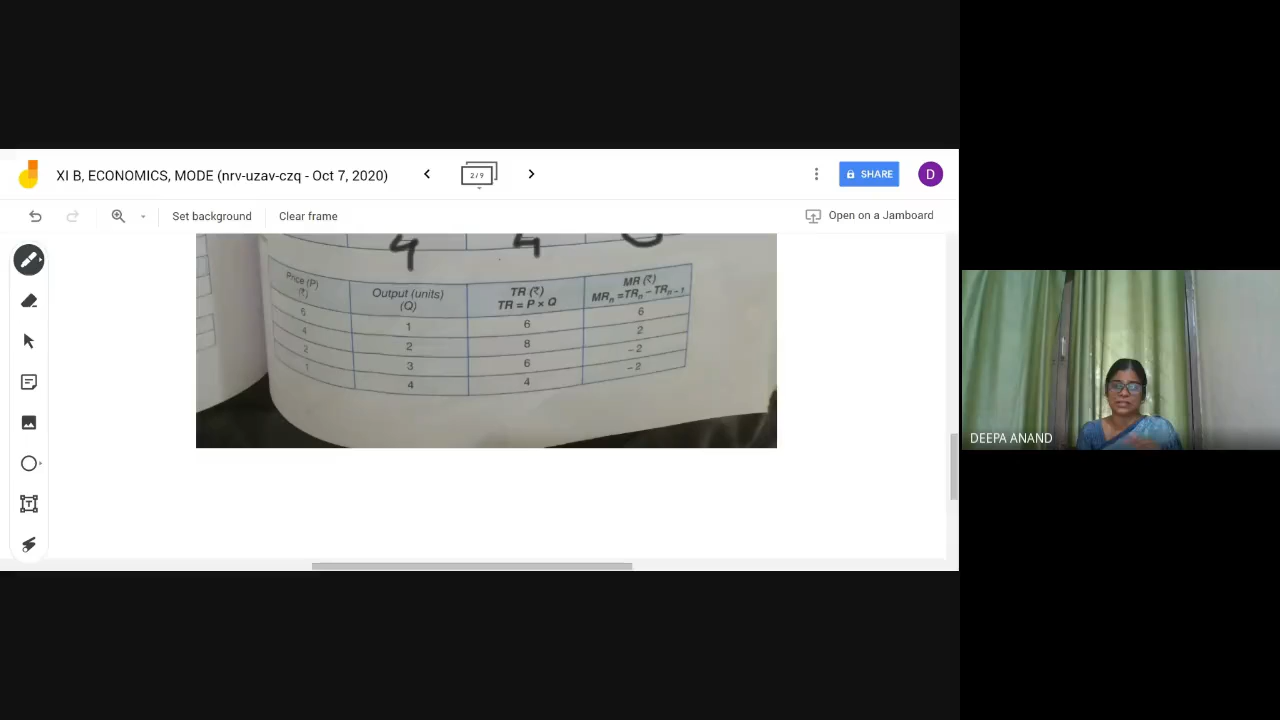 XI B, ECONOMICS, MODE (nrv-uzav-czq - Oct 7, 2020)
2/9
SHARE
D
Set background
Clear frame
Open on a Jamboard
4 4
Price (P) (₹) Output (units) (Q) TR (₹) TR = P × Q MR (₹) MRn = TRn – TRn – 1
6 1 6 6
4 2 8 2
2 3 6 – 2
1 4 4 – 2
T
DEEPA ANAND